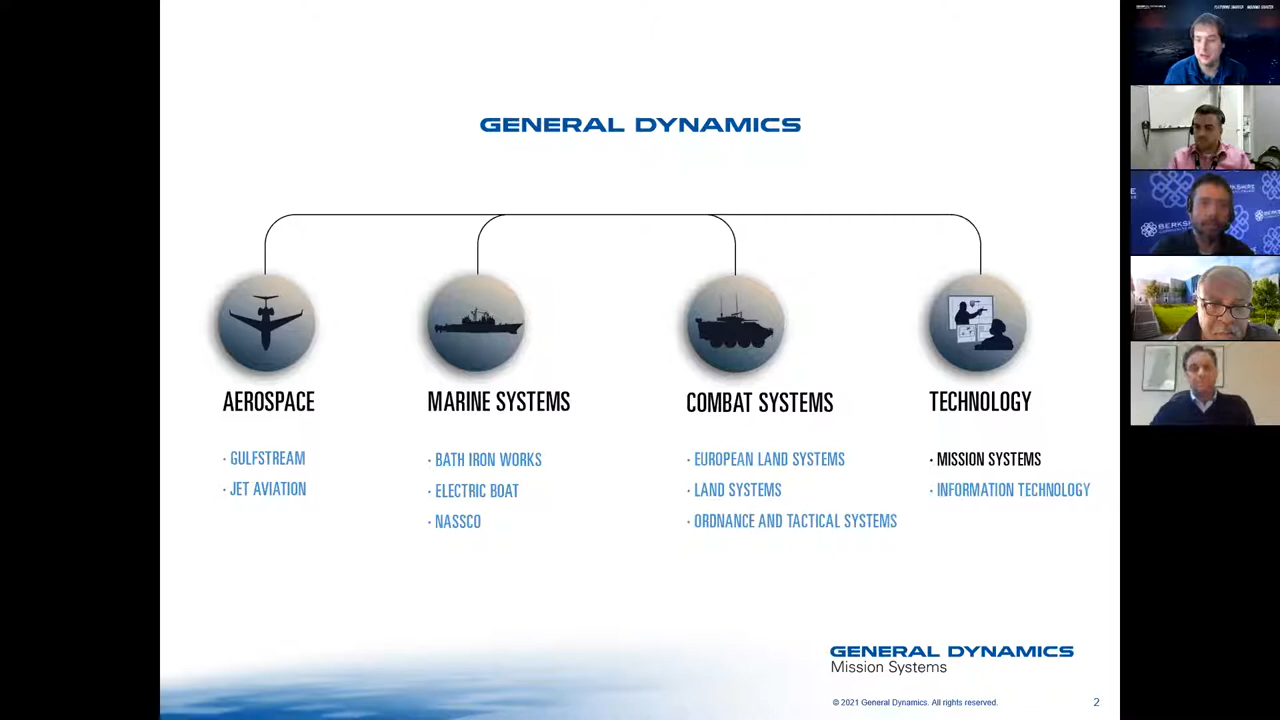 GENERAL DYNAMICS
AEROSPACE
· GULFSTREAM
· JET AVIATION
MARINE SYSTEMS
· BATH IRON WORKS
· ELECTRIC BOAT
· NASSCO
COMBAT SYSTEMS
· EUROPEAN LAND SYSTEMS
· LAND SYSTEMS
· ORDNANCE AND TACTICAL SYSTEMS
TECHNOLOGY
· MISSION SYSTEMS
· INFORMATION TECHNOLOGY
GENERAL DYNAMICS
Mission Systems
© 2021 General Dynamics. All rights reserved.
2